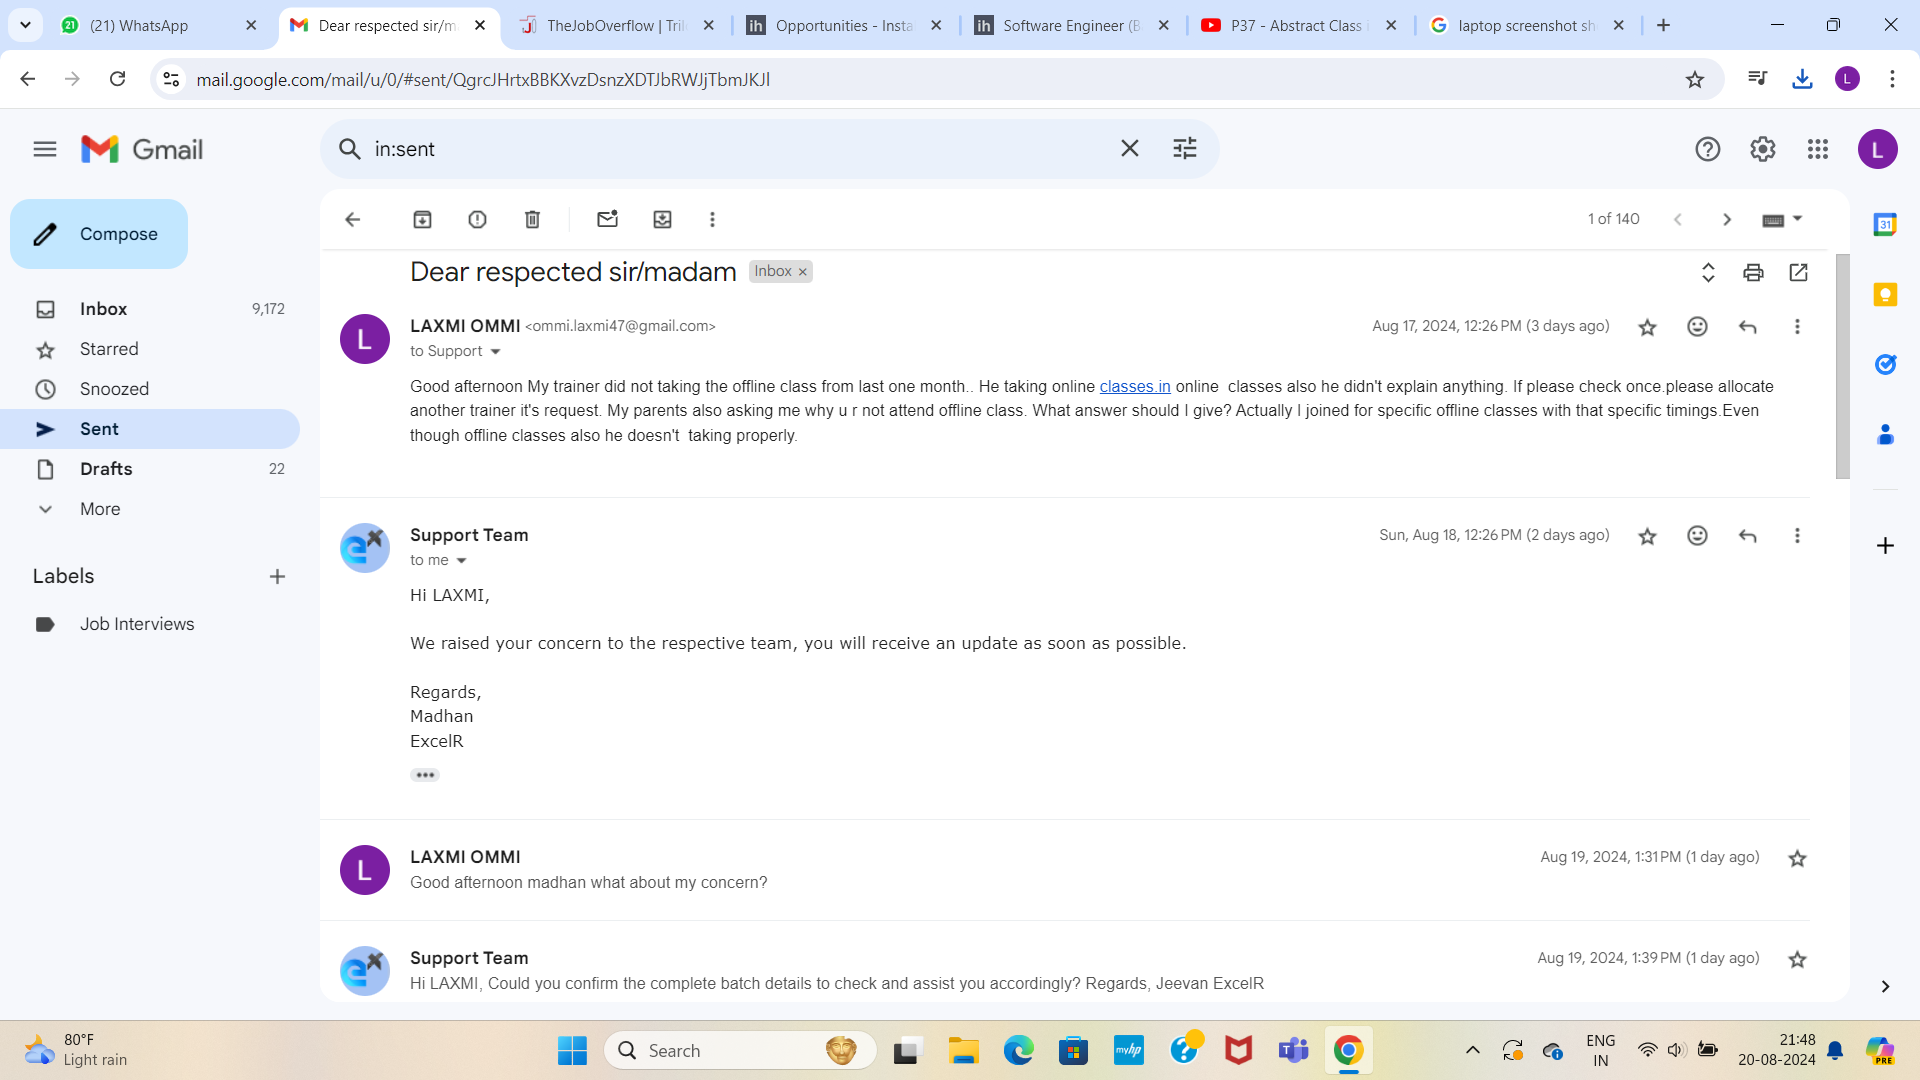 (21) WhatsApp
Dear respected sir/m
TheJobOverflow | Tril
Opportunities - Insta
Software Engineer (B
P37 - Abstract Class i
laptop screenshot sh
mail.google.com/mail/u/0/#sent/QgrcJHrtxBBKXvzDsnzXDTJbRWJjTbmJKJl
L
Gmail
in:sent
L
Compose
1 of 140
31
Dear respected sir/madam Inbox ×
Inbox 9,172
Starred
Snoozed
Sent
Drafts 22
More
Labels
Job Interviews
L
LAXMI OMMI <ommi.laxmi47@gmail.com>
Aug 17, 2024, 12:26 PM (3 days ago)
to Support
Good afternoon My trainer did not taking the offline class from last one month.. He taking online classes.in online  classes also he didn't explain anything. If please check once.please allocate
another trainer it's request. My parents also asking me why u r not attend offline class. What answer should I give? Actually I joined for specific offline classes with that specific timings.Even
though offline classes also he doesn't  taking properly.
Support Team
Sun, Aug 18, 12:26 PM (2 days ago)
to me
Hi LAXMI,
We raised your concern to the respective team, you will receive an update as soon as possible.
Regards,
Madhan
ExcelR
L
LAXMI OMMI
Aug 19, 2024, 1:31 PM (1 day ago)
Good afternoon madhan what about my concern?
Support Team
Aug 19, 2024, 1:39 PM (1 day ago)
Hi LAXMI, Could you confirm the complete batch details to check and assist you accordingly? Regards, Jeevan ExcelR
80°F
Light rain
Search
myhp
ENG
IN
21:48
20-08-2024
PRE